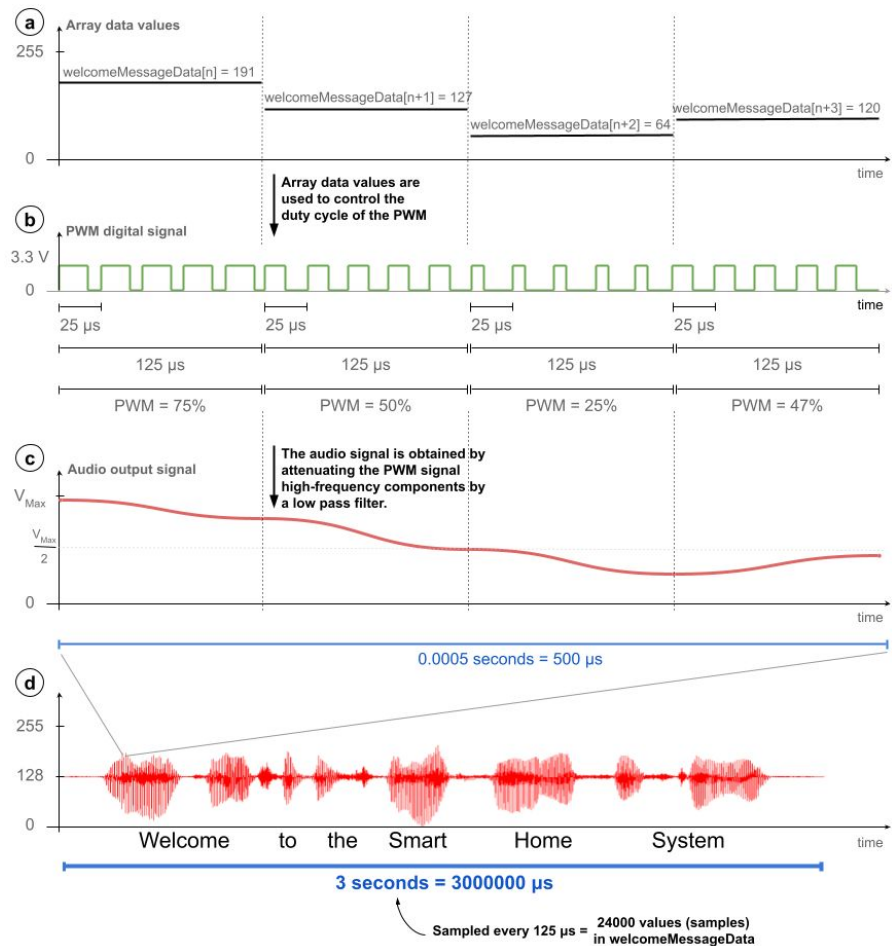 a
Array data values
255
welcomeMessageData[n] = 191
welcomeMessageData[n+1] = 127
welcomeMessageData[n+2] = 64
welcomeMessageData[n+3] = 120
0
time
Array data values are
used to control the
duty cycle of the PWM
b
PWM digital signal
3.3 V
0
time
25 μs
25 μs
25 μs
25 μs
125 μs
125 μs
125 μs
125 μs
PWM = 75%
PWM = 50%
PWM = 25%
PWM = 47%
c
Audio output signal
The audio signal is obtained by
attenuating the PWM signal
high-frequency components by
a low pass filter.
VMax
VMax
2
0
time
0.0005 seconds = 500 μs
d
255
128
0
Welcome to the Smart Home System
time
3 seconds = 3000000 μs
Sampled every 125 μs = 24000 values (samples)
in welcomeMessageData